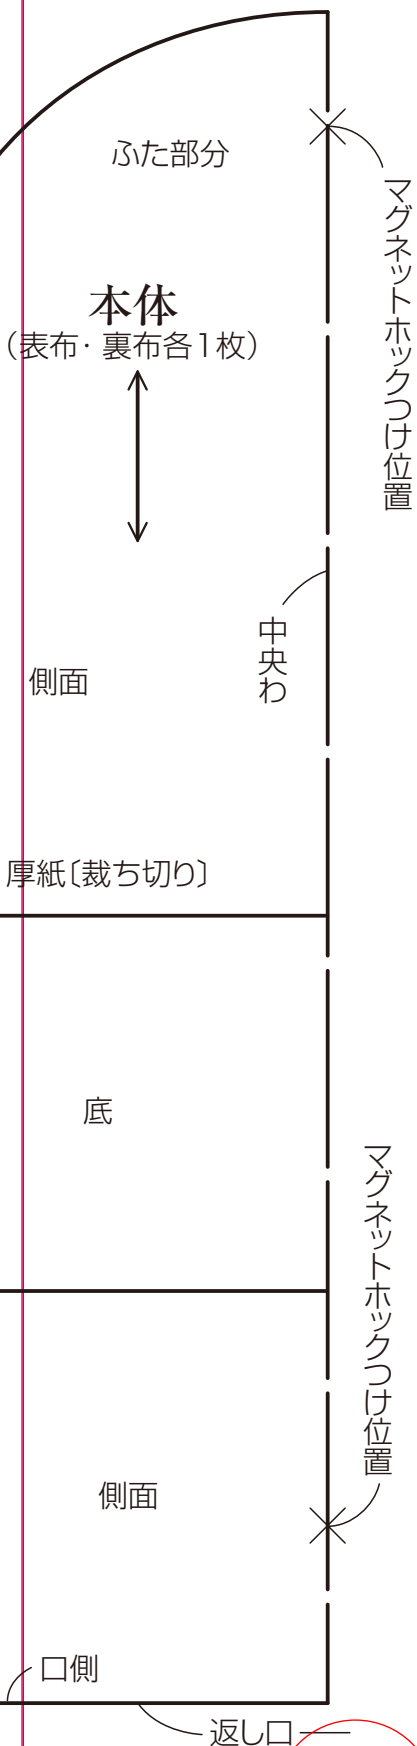 ふた部分
マグネットホックつけ位置
本体
（表布・裏布各1枚）
中央わ
側面
厚紙〔裁ち切り〕
底
マグネットホックつけ位置
側面
口側
返し口